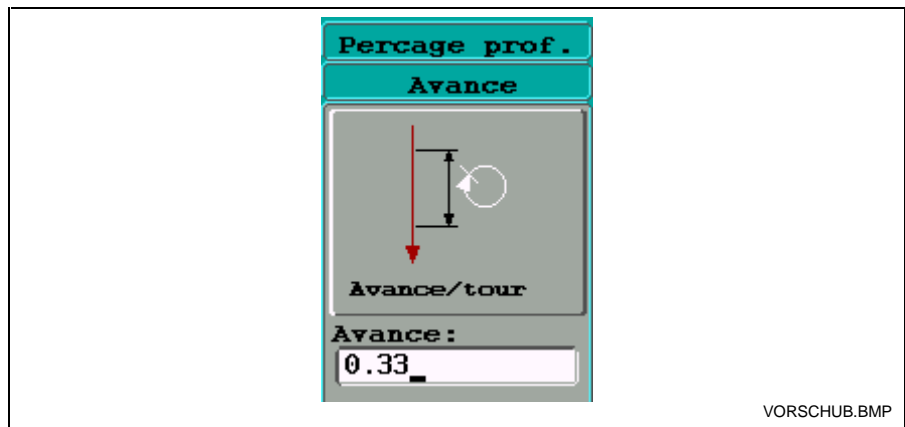 Percage prof.
Avance
Avance/tour
Avance:
0.33_
VORSCHUB.BMP